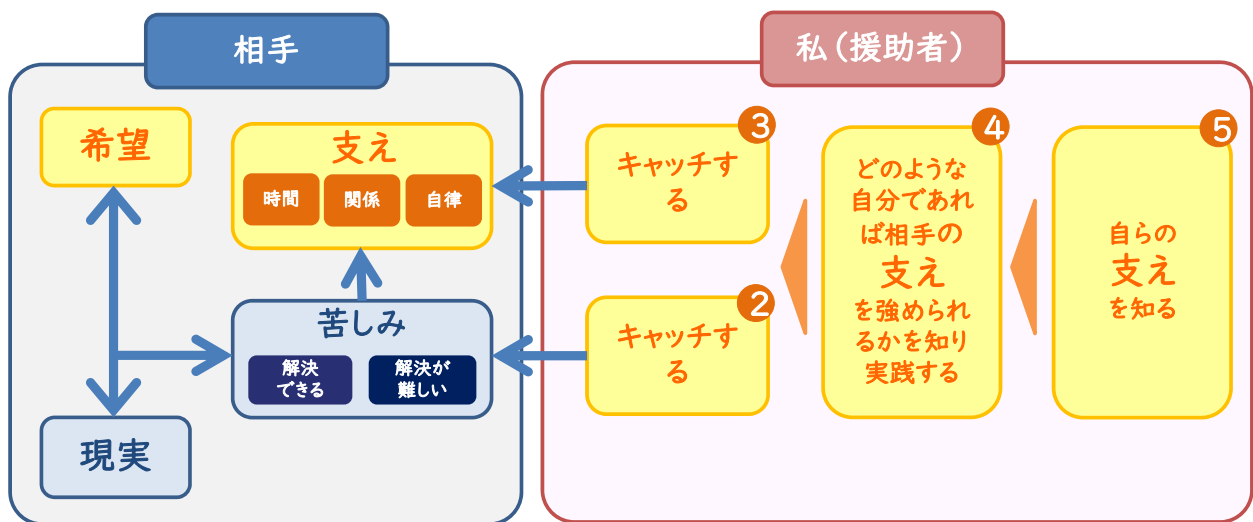 相手
希望
支え
時間
関係
自律
苦しみ
解決
できる
解決が
難しい
現実
私（援助者）
3
キャッチす
る
2
キャッチす
る
4
どのような
自分であれ
ば相手の
支え
を強められ
るかを知り
実践する
5
自らの
支え
を知る